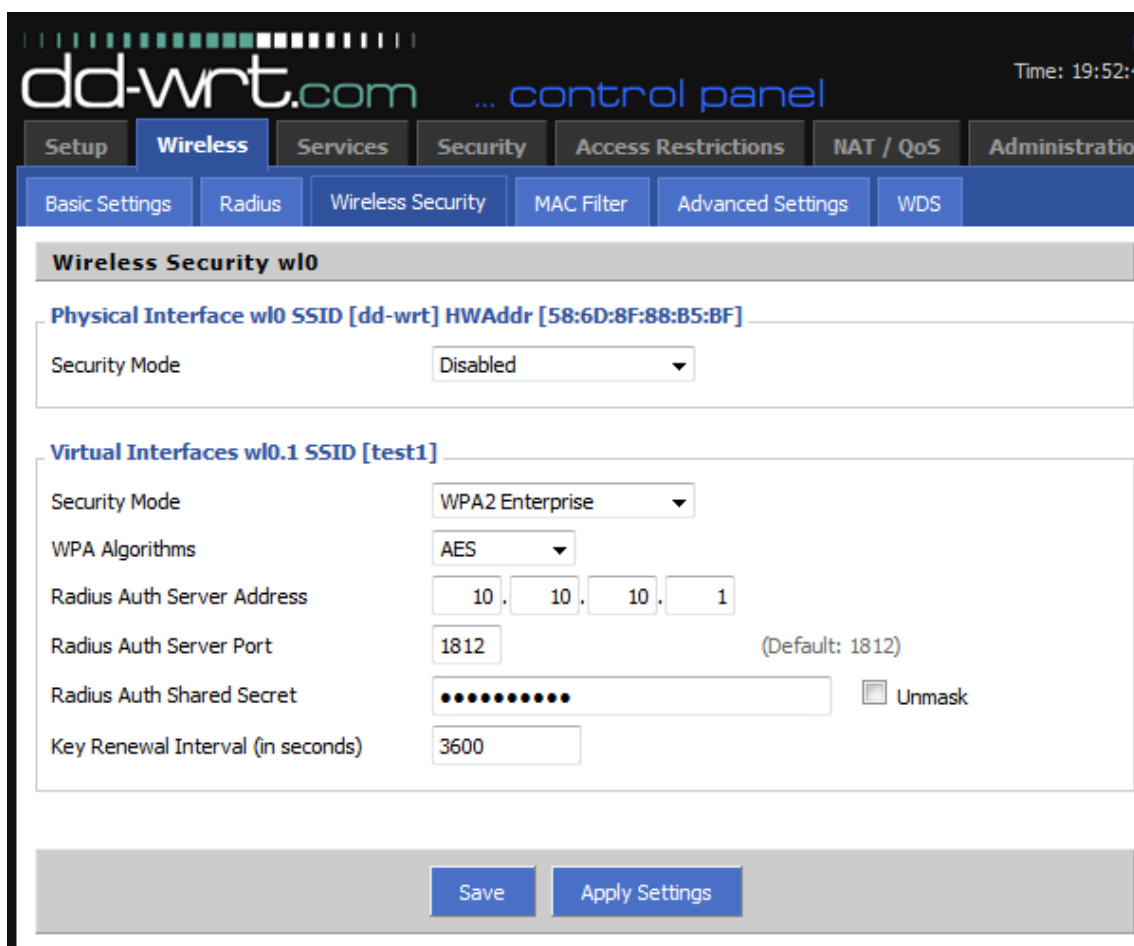 dd-wrt.com ... control panel
Time: 19:52:
Setup Wireless Services Security Access Restrictions NAT / QoS Administratio
Basic Settings Radius Wireless Security MAC Filter Advanced Settings WDS
Wireless Security wl0
Physical Interface wl0 SSID [dd-wrt] HWAddr [58:6D:8F:88:B5:BF]
Security Mode Disabled
Virtual Interfaces wl0.1 SSID [test1]
Security Mode WPA2 Enterprise
WPA Algorithms AES
Radius Auth Server Address 10 . 10 . 10 . 1
Radius Auth Server Port 1812 (Default: 1812)
Radius Auth Shared Secret •••••••••• Unmask
Key Renewal Interval (in seconds) 3600
Save Apply Settings